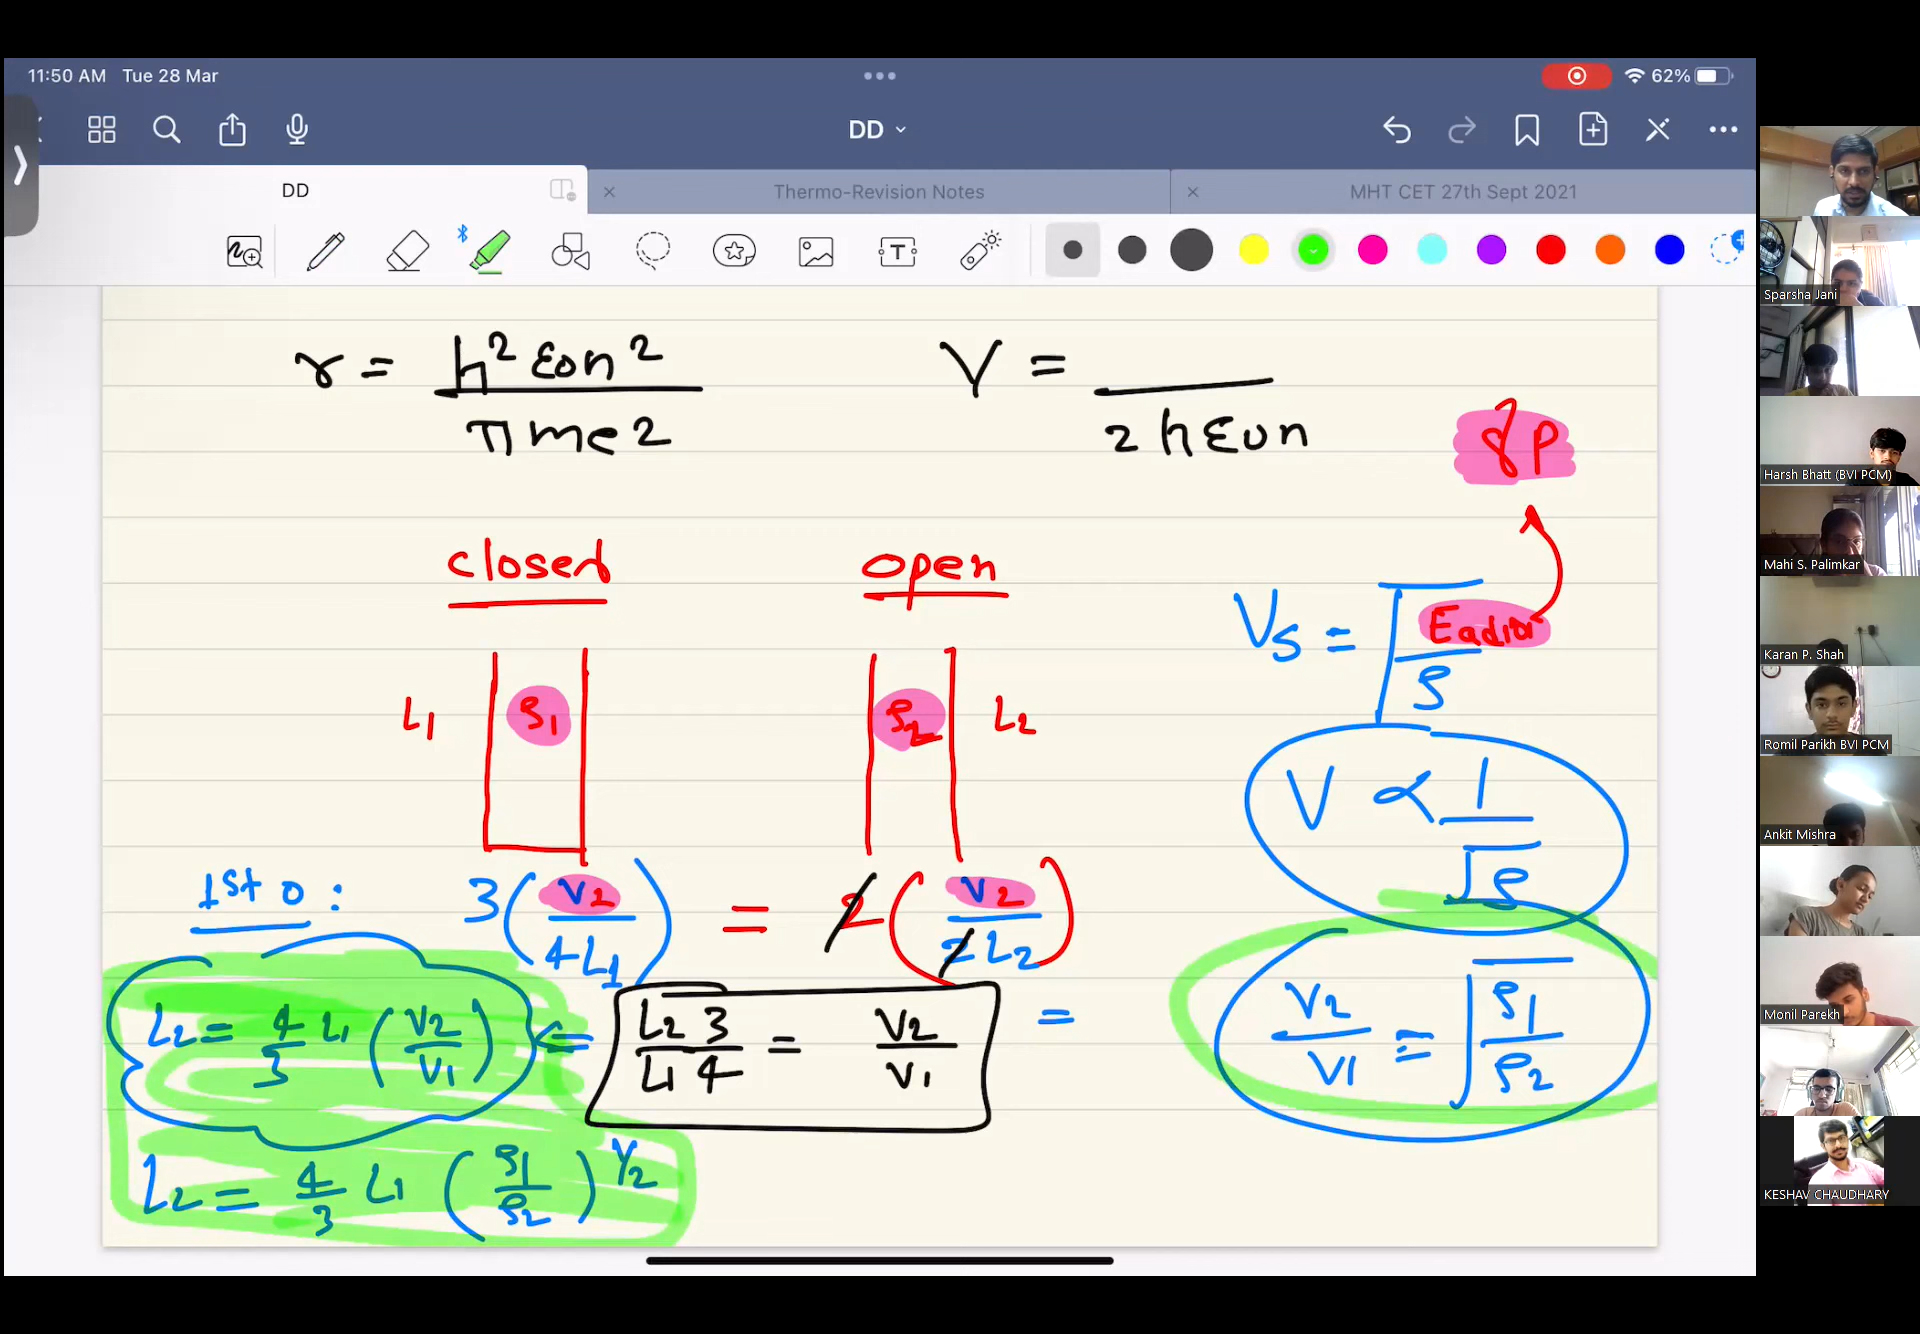 11:50 AM Tue 28 Mar
62%
DD
DD
Thermo-Revision Notes
MHT CET 27th Sept 2021
r = h² ε0n² / πme2
V = / 2hε0n
γP
closed
open
Vs = √(Eadia / ρ)
L1
ρ1
ρ2
L2
V ∝ 1/√ρ
1st o :
3(V2/4L1) = 2(V2/2L2)
L2 = 4/3 L1 (V2/V1) <= L2 3/L1 4 = V2/V1 =
V2/V1 = √(ρ1/ρ2)
L2 = 4/3 L1 (ρ1/ρ2)^1/2
Sparsha Jani
Harsh Bhatt (BVI PCM)
Mahi S. Palimkar
Karan P. Shah
Romil Parikh BVI PCM
Ankit Mishra
Monil Parekh
KESHAV CHAUDHARY